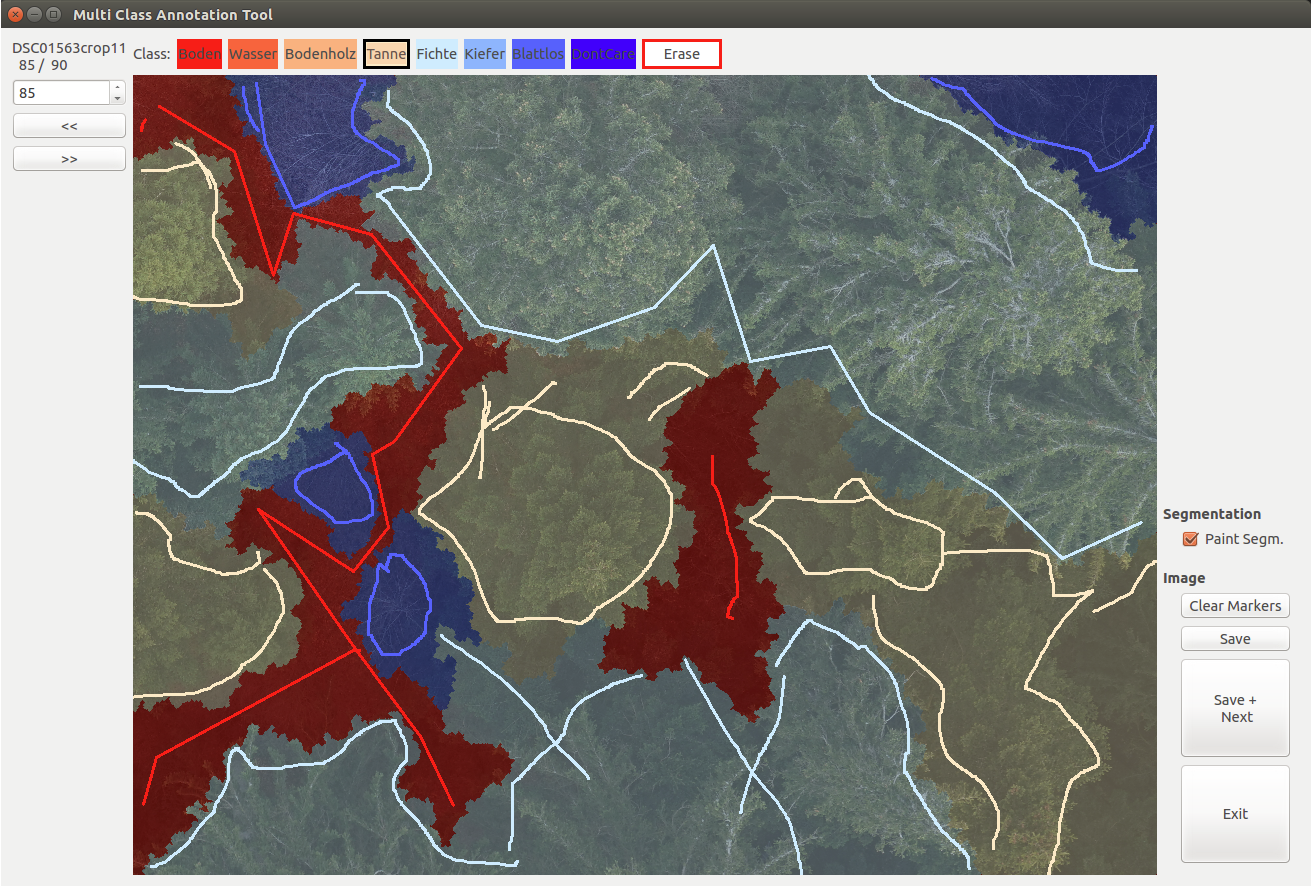 Multi Class Annotation Tool
DSC01563crop11
85 / 90
Class: Boden Wasser Bodenholz Tanne Fichte Kiefer Blattlos DontCare Erase
85
<<
>>
Segmentation
Paint Segm.
Image
Clear Markers
Save
Save +
Next
Exit